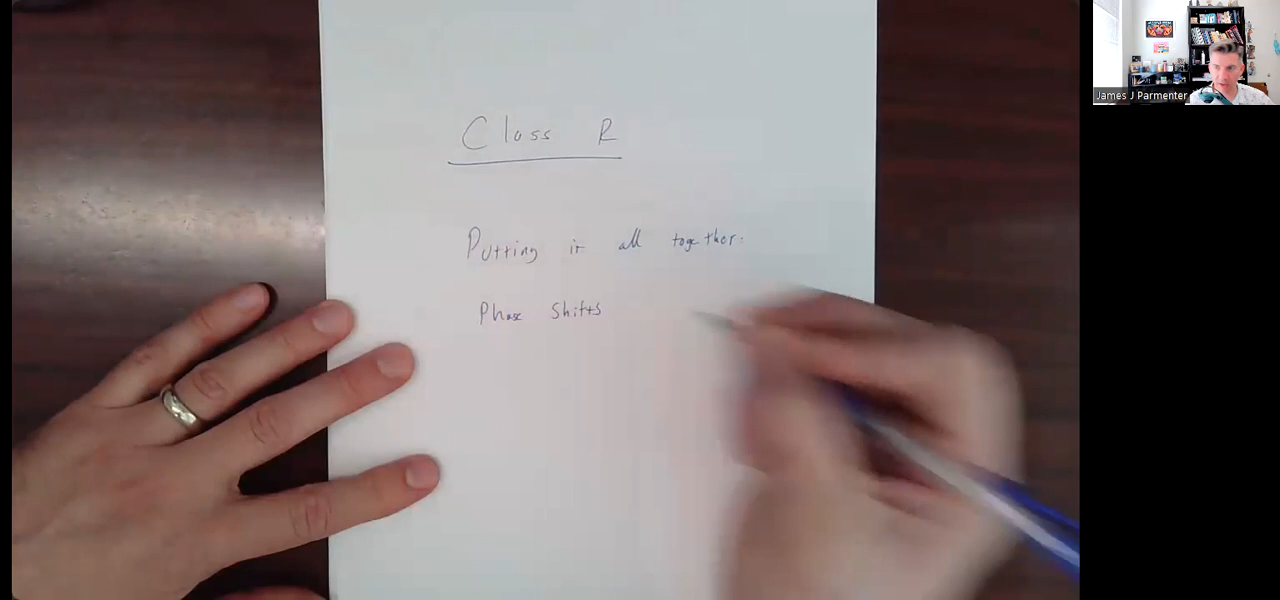 Class R
Putting it all together:
Phase Shifts
James J Parmenter